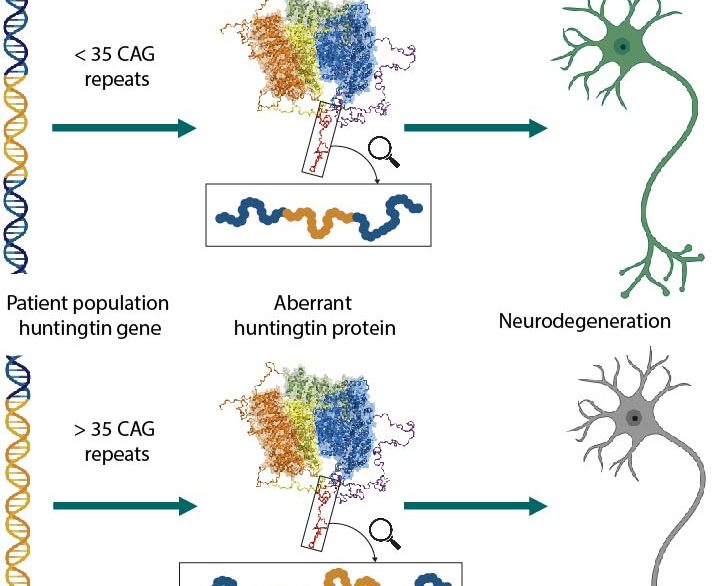 < 35 CAG
repeats
Patient population
huntingtin gene
Aberrant
huntingtin protein
Neurodegeneration
> 35 CAG
repeats